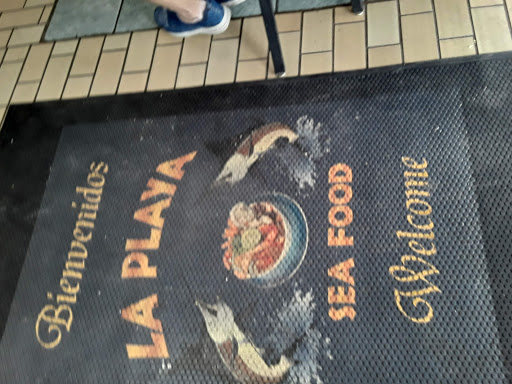 Bienvenidos
LA PLAYA
SEA FOOD
Welcome